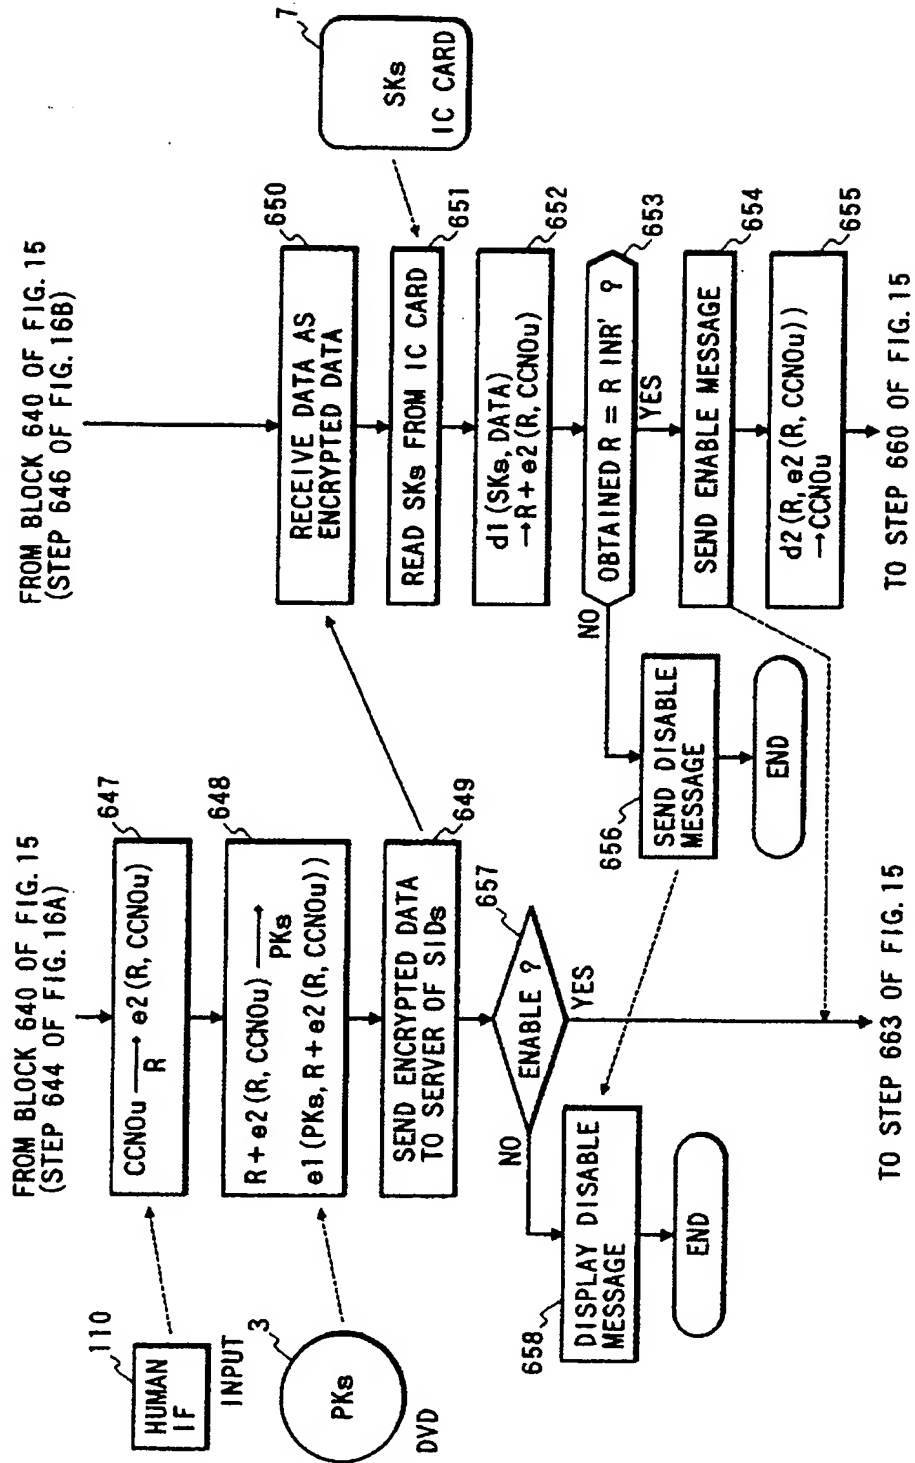 FROM BLOCK 640 OF FIG. 15
(STEP 644 OF FIG. 16A)
110
HUMAN
IF
INPUT
647
CCNOu → e2 (R, CCNOu)
R
3
PKs
DVD
648
R + e2 (R, CCNOu) →
PKs
e1 (PKs, R + e2 (R, CCNOu))
649
SEND ENCRYPTED DATA
TO SERVER OF SIDs
657
ENABLE ?
NO
YES
658
DISPLAY DISABLE
MESSAGE
END
TO STEP 663 OF FIG. 15
FROM BLOCK 640 OF FIG. 15
(STEP 646 OF FIG. 16B)
650
RECEIVE DATA AS
ENCRYPTED DATA
7
SKs
IC CARD
651
READ SKs FROM IC CARD
652
d1 (SKs, DATA)
→ R + e2 (R, CCNOu)
653
OBTAINED R = R INR' ?
NO
YES
654
SEND ENABLE MESSAGE
656
SEND DISABLE
MESSAGE
END
655
d2 (R, e2 (R, CCNOu))
→ CCNOu
TO STEP 660 OF FIG. 15